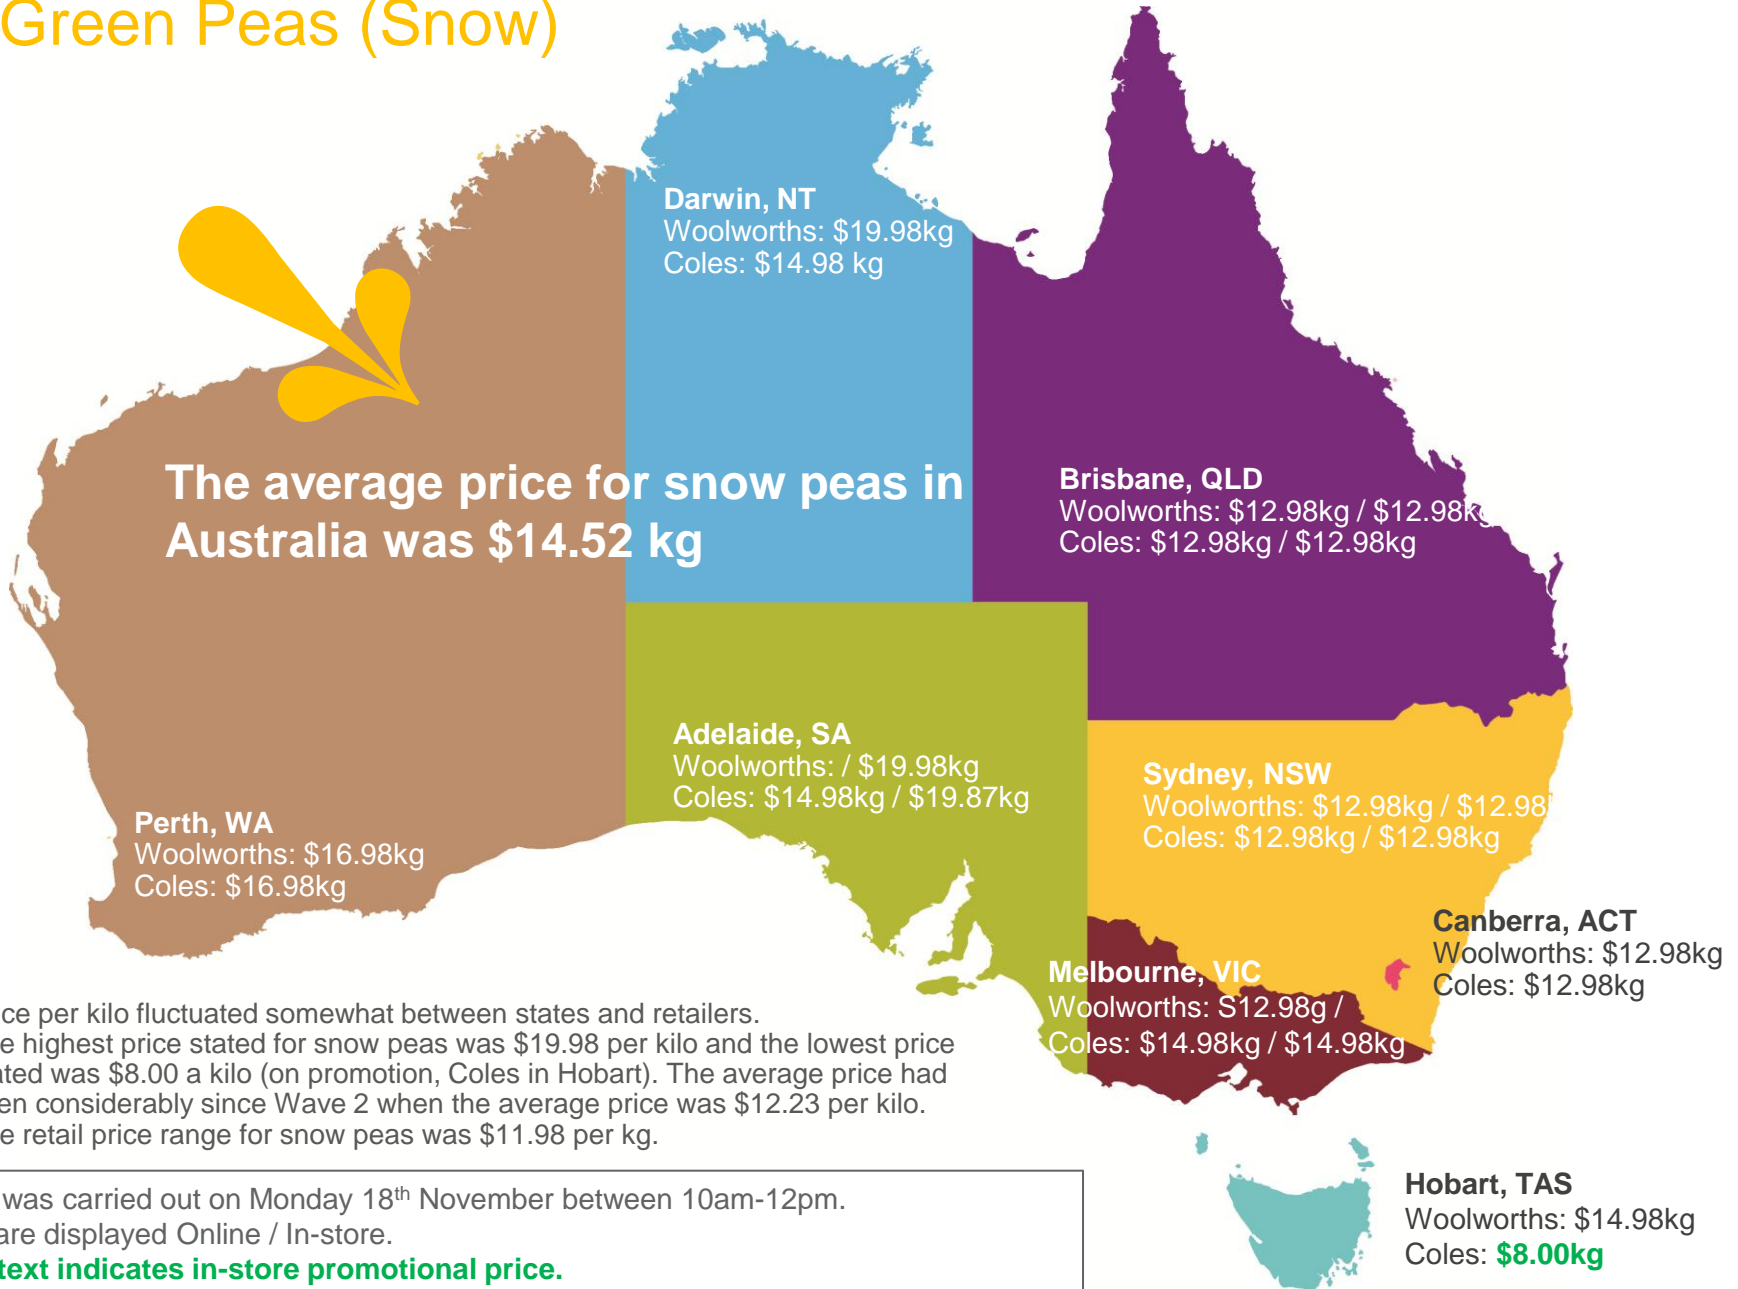 Green Peas (Snow)
Darwin, NT
Woolworths: $19.98kg
Coles: $14.98 kg
The average price for snow peas in
Australia was $14.52 kg
Brisbane, QLD
Woolworths: $12.98kg / $12.98kg
Coles: $12.98kg / $12.98kg
Adelaide, SA
Woolworths: / $19.98kg
Coles: $14.98kg / $19.87kg
Sydney, NSW
Woolworths: $12.98kg / $12.98
Coles: $12.98kg / $12.98kg
Perth, WA
Woolworths: $16.98kg
Coles: $16.98kg
Canberra, ACT
Woolworths: $12.98kg
Coles: $12.98kg
Melbourne, VIC
Woolworths: S12.98g /
Coles: $14.98kg / $14.98kg
ce per kilo fluctuated somewhat between states and retailers.
e highest price stated for snow peas was $19.98 per kilo and the lowest price
ated was $8.00 a kilo (on promotion, Coles in Hobart). The average price had
en considerably since Wave 2 when the average price was $12.23 per kilo.
e retail price range for snow peas was $11.98 per kg.
was carried out on Monday 18th November between 10am-12pm.
are displayed Online / In-store.
text indicates in-store promotional price.
Hobart, TAS
Woolworths: $14.98kg
Coles: $8.00kg